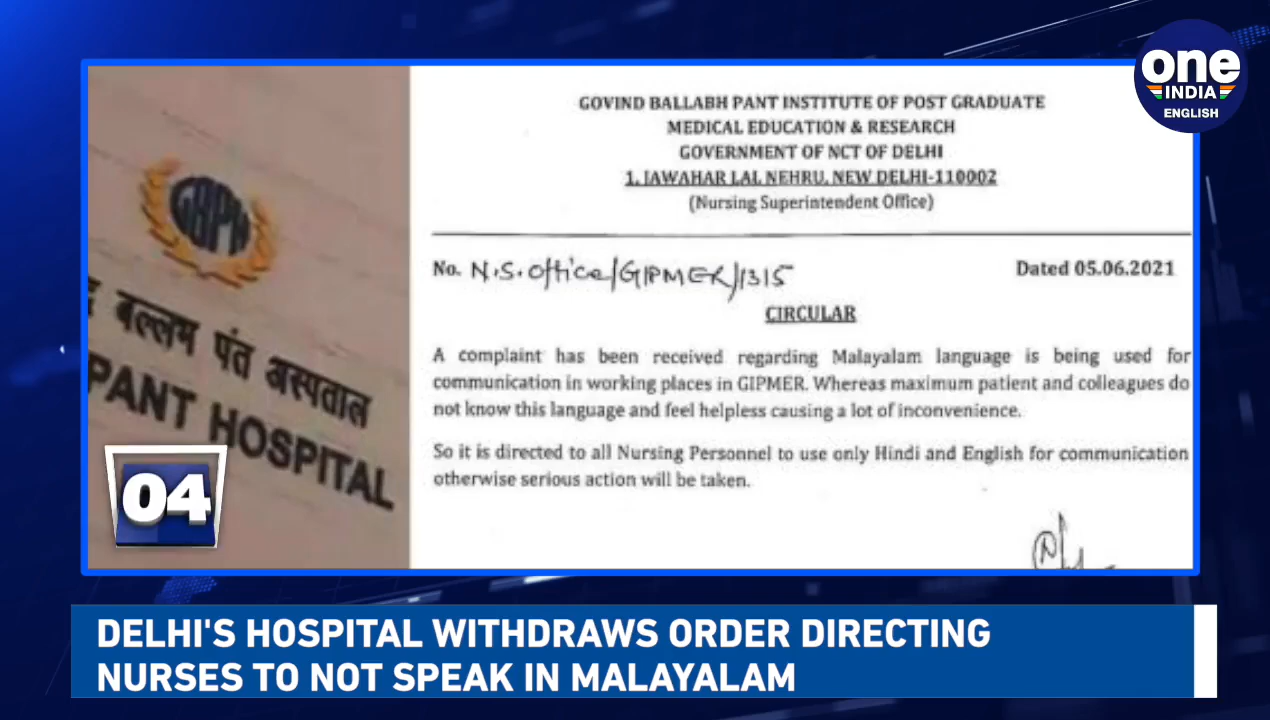 one
INDIA
ENGLISH
GBPH
बल्लभ पंत अस्पताल
PANT HOSPITAL
GOVIND BALLABH PANT INSTITUTE OF POST GRADUATE
MEDICAL EDUCATION & RESEARCH
GOVERNMENT OF NCT OF DELHI
1, JAWAHAR LAL NEHRU, NEW DELHI-110002
(Nursing Superintendent Office)
No. N.S.office/GIPMER/1315 Dated 05.06.2021
CIRCULAR
A complaint has been received regarding Malayalam language is being used for
communication in working places in GIPMER. Whereas maximum patient and colleagues do
not know this language and feel helpless causing a lot of inconvenience.
So it is directed to all Nursing Personnel to use only Hindi and English for communication
otherwise serious action will be taken.
04
DELHI'S HOSPITAL WITHDRAWS ORDER DIRECTING
NURSES TO NOT SPEAK IN MALAYALAM